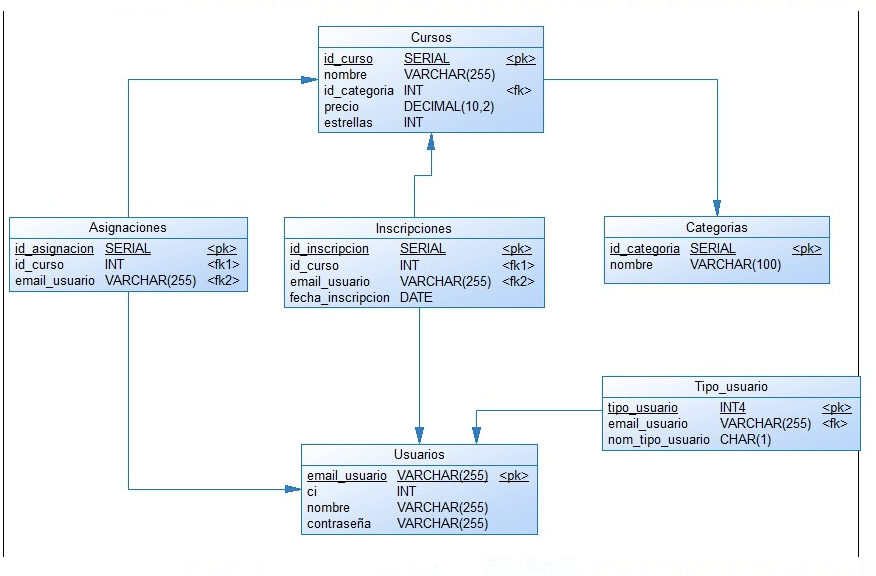 Cursos
id_curso SERIAL <pk>
nombre VARCHAR(255)
id_categoria INT <fk>
precio DECIMAL(10,2)
estrellas INT
Asignaciones
id_asignacion SERIAL <pk>
id_curso INT <fk1>
email_usuario VARCHAR(255) <fk2>
Inscripciones
id_inscripcion SERIAL <pk>
id_curso INT <fk1>
email_usuario VARCHAR(255) <fk2>
fecha_inscripcion DATE
Categorias
id_categoria SERIAL <pk>
nombre VARCHAR(100)
Tipo_usuario
tipo_usuario INT4 <pk>
email_usuario VARCHAR(255) <fk>
nom_tipo_usuario CHAR(1)
Usuarios
email_usuario VARCHAR(255) <pk>
ci INT
nombre VARCHAR(255)
contraseña VARCHAR(255)